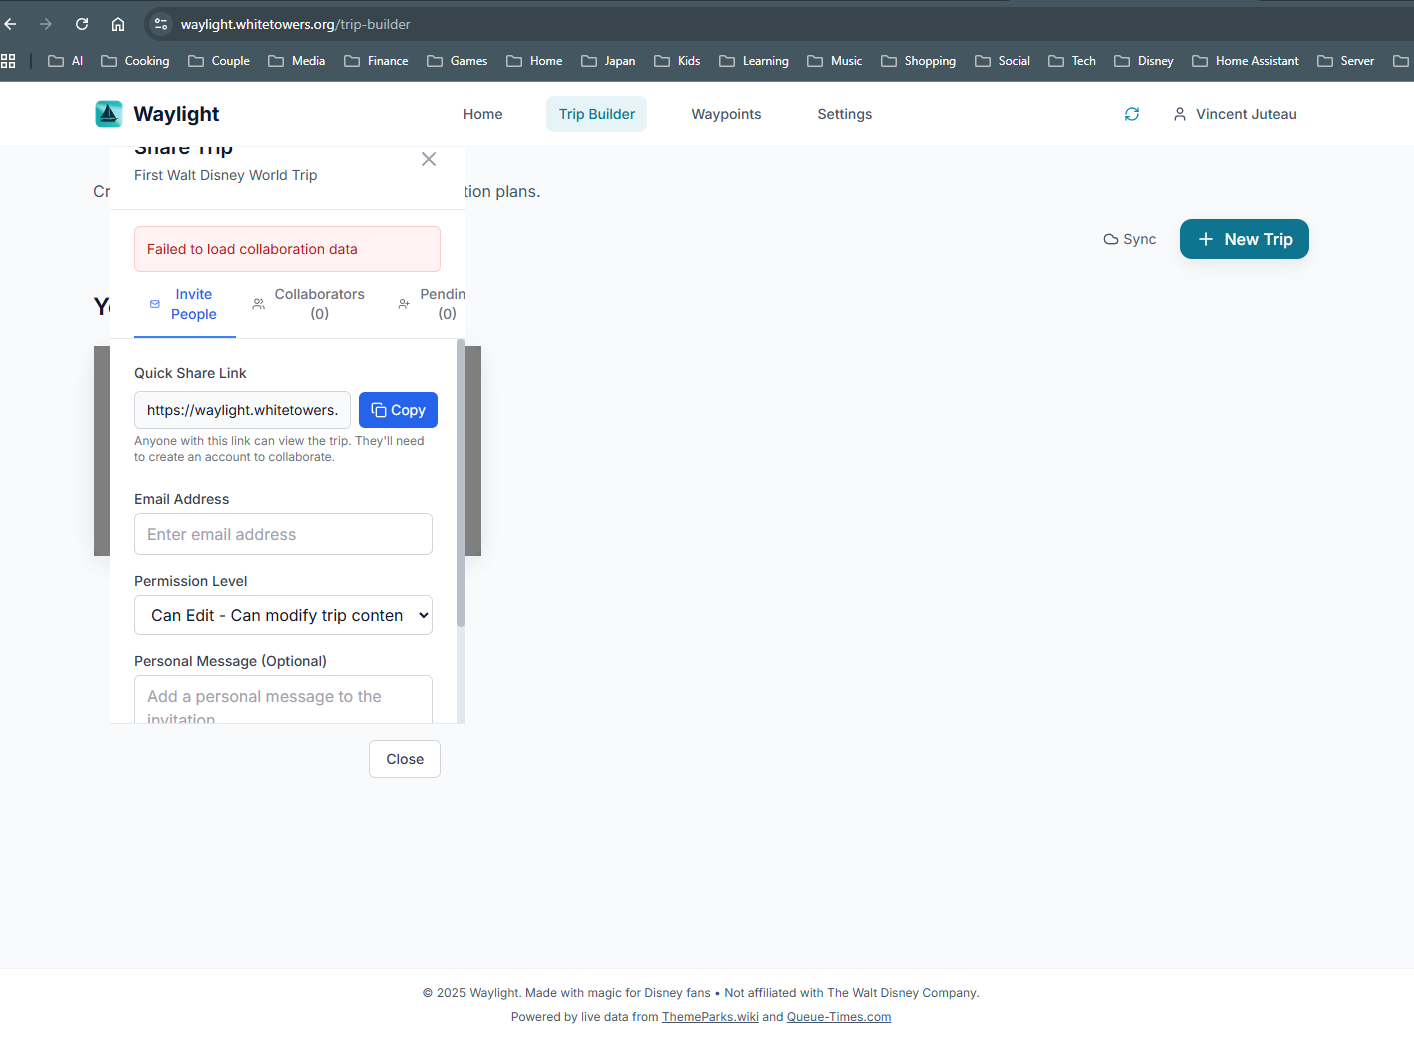 waylight.whitetowers.org/trip-builder
AI Cooking Couple Media Finance Games Home Japan Kids Learning Music Shopping Social Tech Disney Home Assistant Server
Waylight Home Trip Builder Waypoints Settings Vincent Juteau
Share Trip
First Walt Disney World Trip
tion plans.
Sync New Trip
Failed to load collaboration data
Invite People
Collaborators (0)
(0)
Quick Share Link
https://waylight.whitetowers. Copy
Anyone with this link can view the trip. They'll need
to create an account to collaborate.
Email Address
Enter email address
Permission Level
Can Edit - Can modify trip conten
Personal Message (Optional)
Add a personal message to the
invitation
Close
© 2025 Waylight. Made with magic for Disney fans • Not affiliated with The Walt Disney Company.
Powered by live data from ThemeParks.wiki and Queue-Times.com